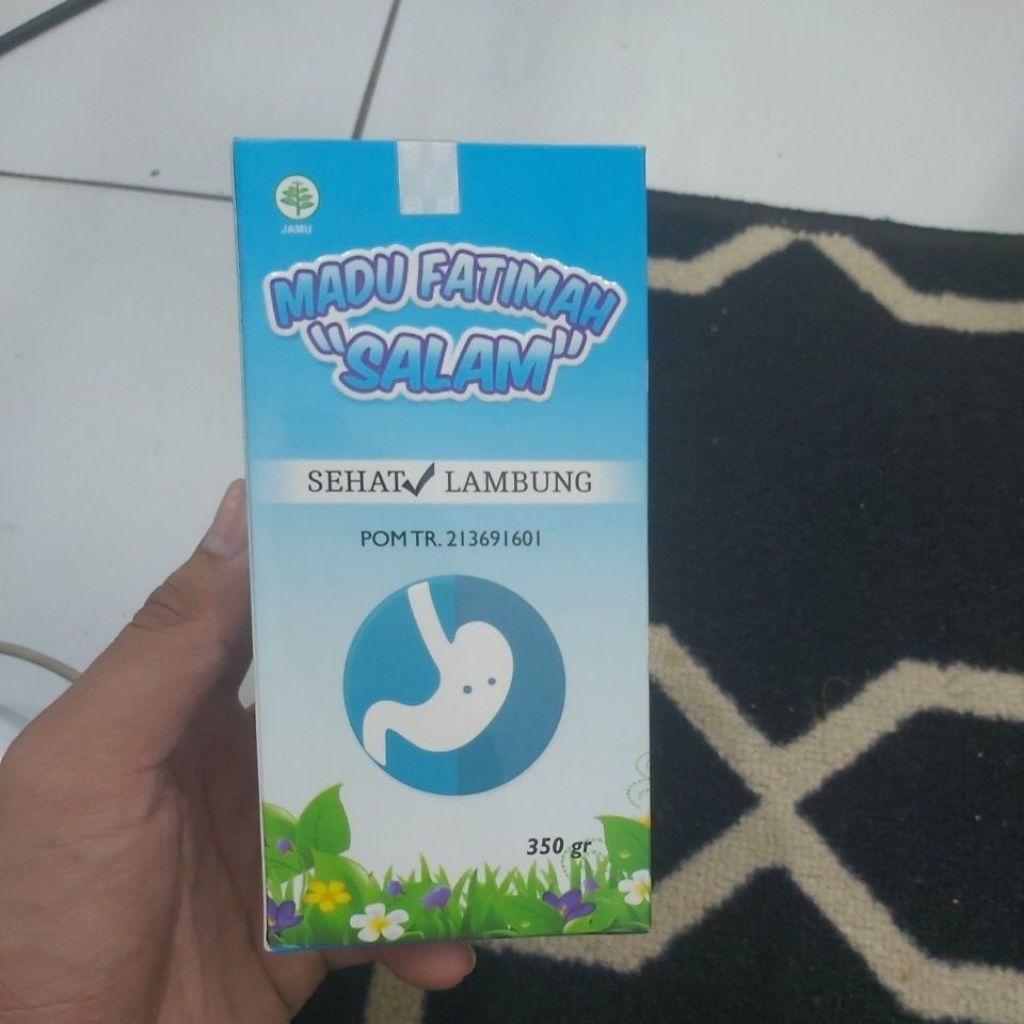 JAMU
MADU FATIMAH
"SALAM"
SEHAT✓ LAMBUNG
POM TR. 213691601
350 gr